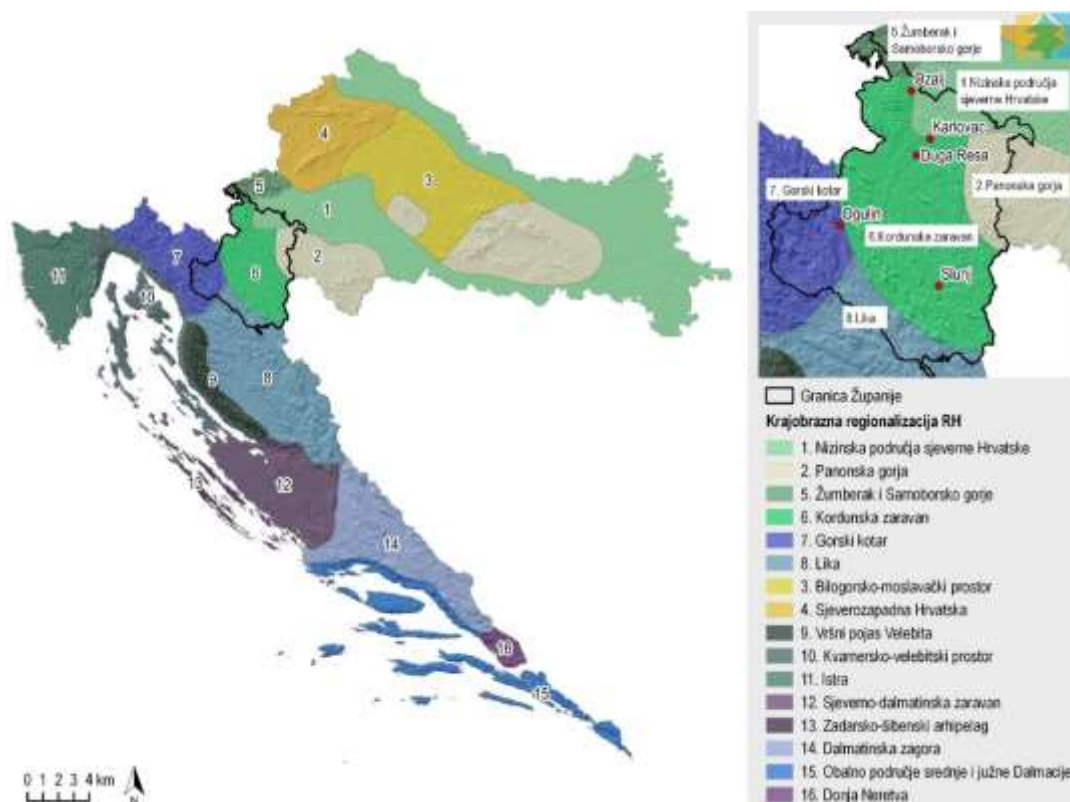 4
5
3
1
7
6
2
11
10
9
8
12
13
14
16
15
0 1 2 3 4 km
N
5 Žumberak i
Samoborsko gorje
Ozalj
1 Nizinska područja
sjeverne Hrvatske
Karlovac
Duga Resa
7. Gorski kotar
2.Panonska gorja
Ogulin
6.Kordunska zaravan
Slunj
8.Lika
Granica Županije
Krajobrazna regionalizacija RH
1. Nizinska područja sjeverne Hrvatske
2. Panonska gorja
5. Žumberak i Samoborsko gorje
6. Kordunska zaravan
7. Gorski kotar
8. Lika
3. Bilogorsko-moslavački prostor
4. Sjeverozapadna Hrvatska
9. Vršni pojas Velebita
10. Kvarnersko-velebitski prostor
11. Istra
12. Sjeverno-dalmatinska zaravan
13. Zadarsko-šibenski arhipelag
14. Dalmatinska zagora
15. Obalno područje srednje i južne Dalmacije
16. Donja Neretva